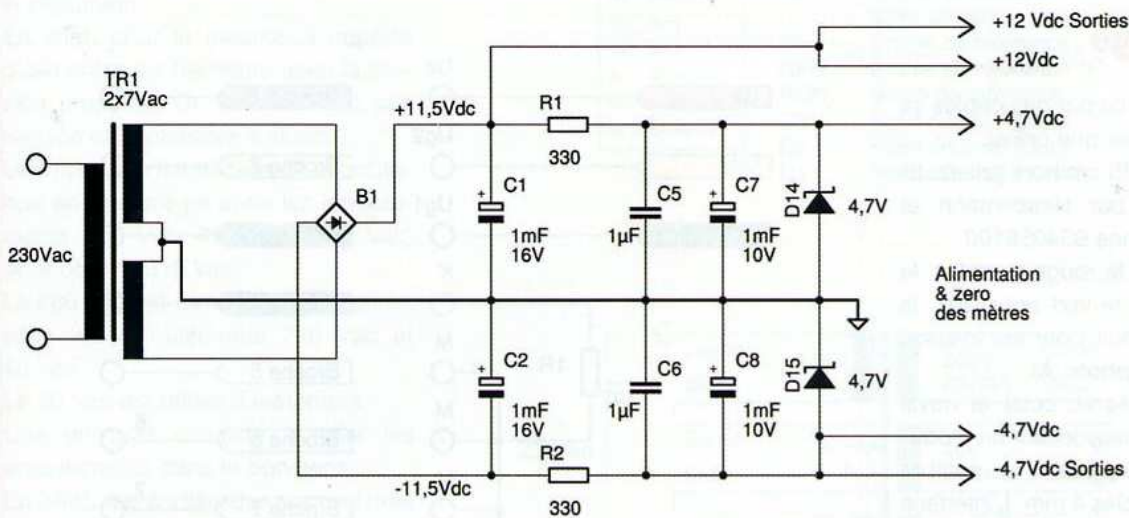 +12 Vdc Sorties
TR1
2x7Vac
+12Vdc
+11,5Vdc
R1
+4,7Vdc
330
B1
C1
C5
C7
D14
4,7V
1mF
16V
1µF
1mF
10V
230Vac
Alimentation
& zero
des mètres
C2
C6
C8
D15
4,7V
1mF
16V
1µF
1mF
10V
-4,7Vdc
R2
-4,7Vdc Sorties
-11,5Vdc
330